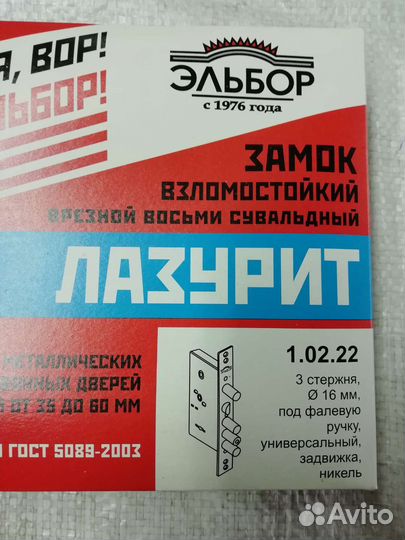 Я, ВОР!
ЛЬБОР!
ЭЛЬБОР
с 1976 года
ЗАМОК
ВЗЛОМОСТОЙКИЙ
ВРЕЗНОЙ ВОСЬМИ СУВАЛЬДНЫЙ
ЛАЗУРИТ
МЕТАЛЛИЧЕСКИХ
ВЯННЫХ ДВЕРЕЙ
ОТ 35 ДО 60 ММ
ГОСТ 5089-2003
1.02.22
3 стержня,
Ø 16 мм,
под фалевую
ручку,
универсальный,
задвижка,
никель
Avito